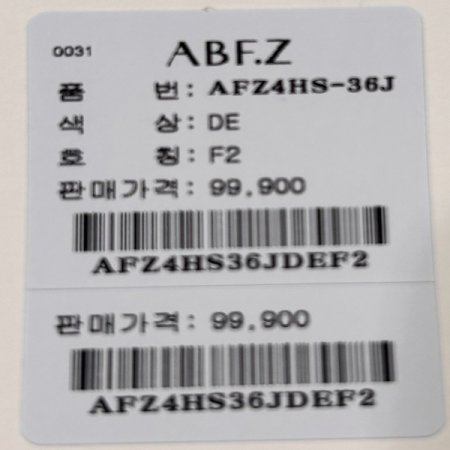 0031 ABF.Z
품 번: AFZ4HS-36J
색 상: DE
호 칭: F2
판매가격: 99.900
AFZ4HS36JDEF2
판매가격: 99.900
AFZ4HS36JDEF2